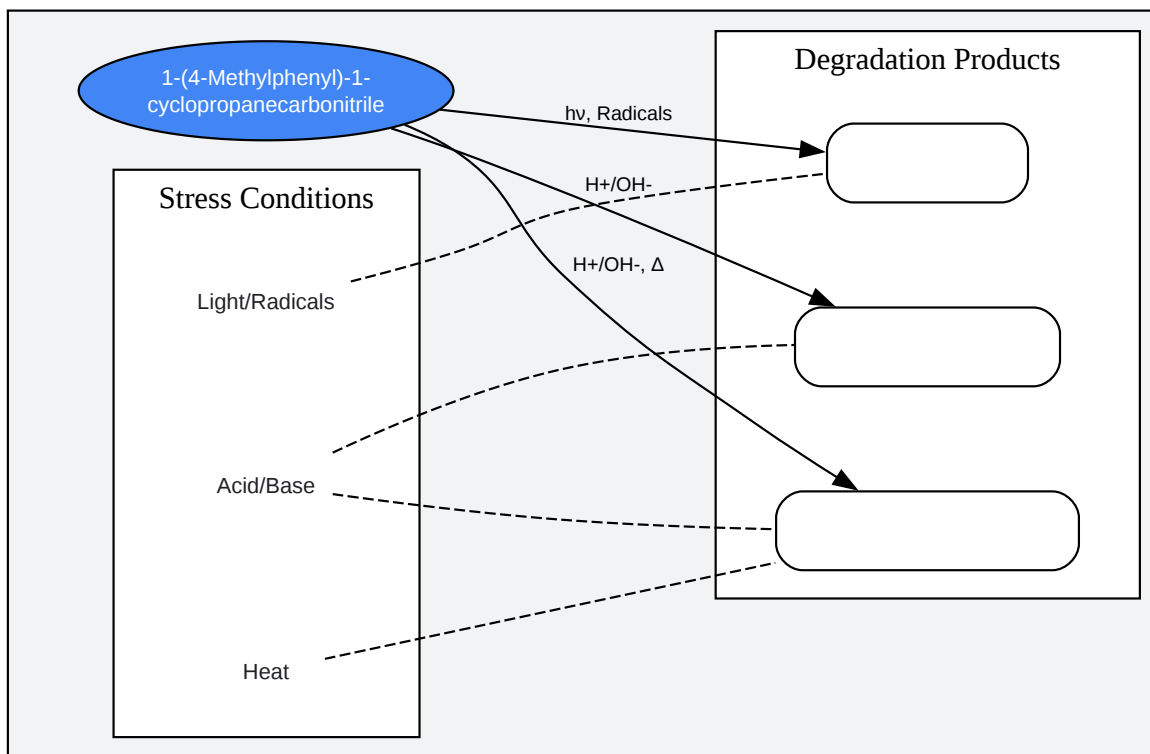 1-(4-Methylphenyl)-1-
cyclopropanecarbonitrile
Degradation Products
hν, Radicals
H+/OH-
Stress Conditions
H+/OH-, Δ
Light/Radicals
Acid/Base
Heat